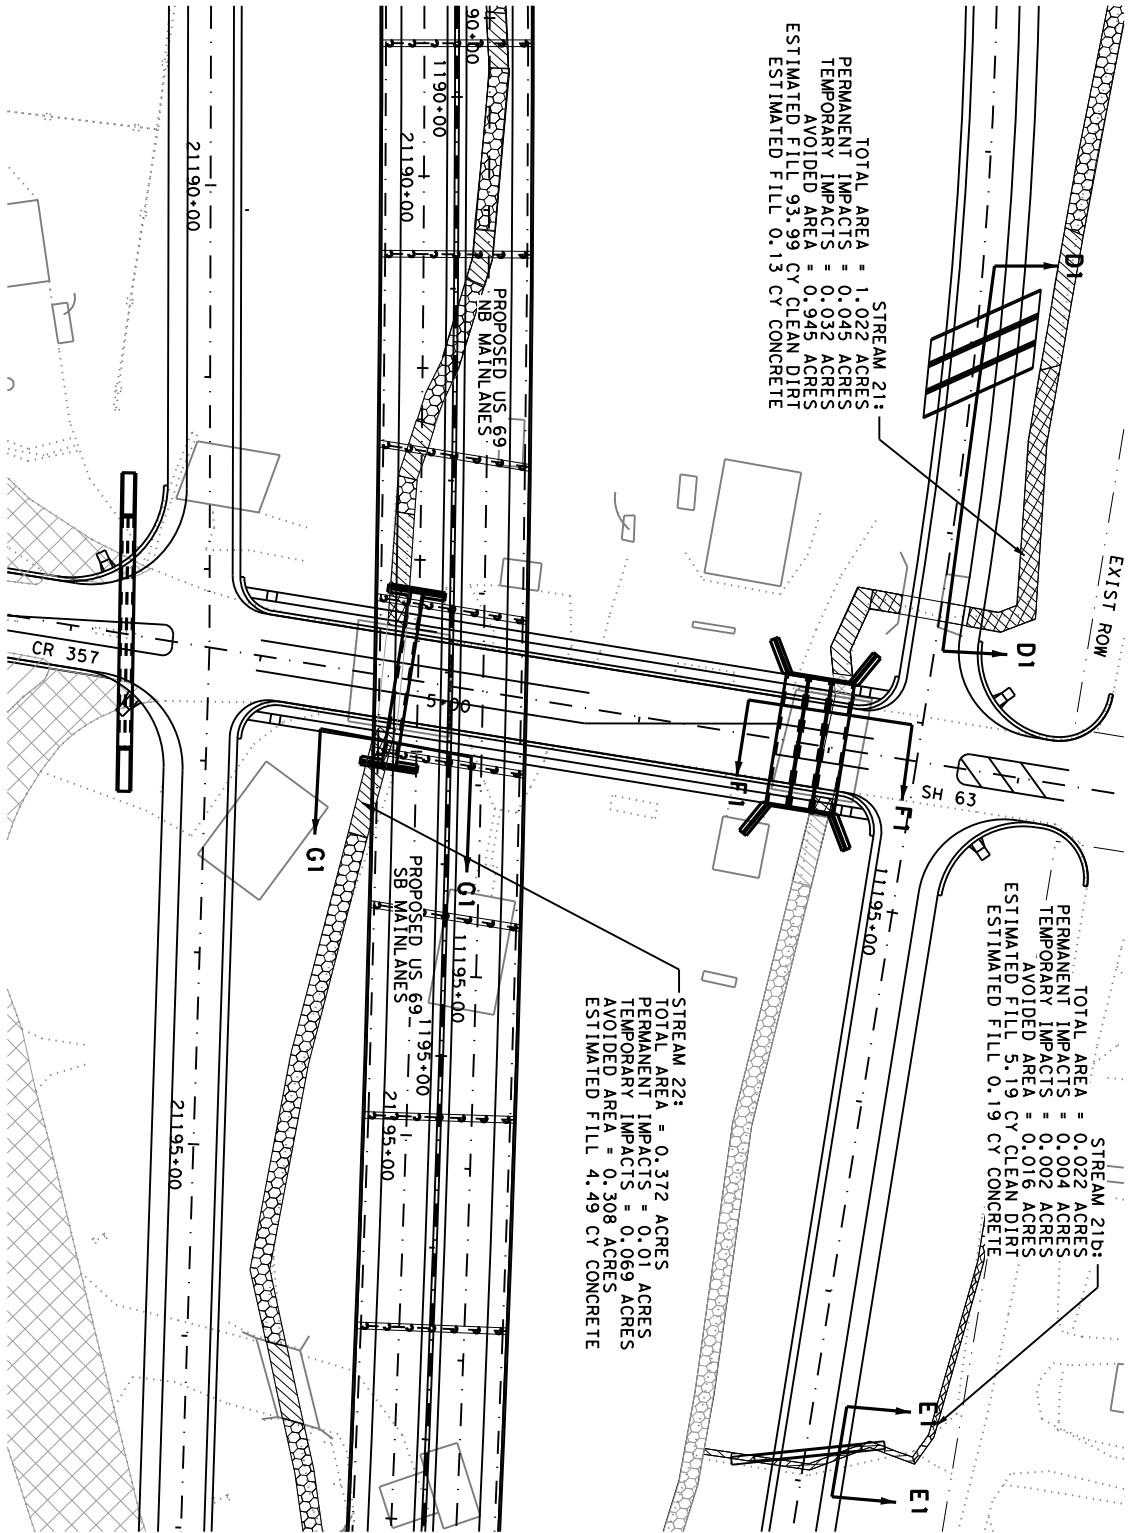 STREAM 21:
TOTAL AREA = 1.022 ACRES
PERMANENT IMPACTS = 0.045 ACRES
TEMPORARY IMPACTS = 0.032 ACRES
AVOIDED AREA = 0.945 ACRES
ESTIMATED FILL 93.99 CY CLEAN DIRT
ESTIMATED FILL 0.13 CY CONCRETE
D1
D1
EXIST ROW
90+00
1190+00
21190+00
21190+00
PROPOSED US 69
NB MAINLANES
CR 357
5+00
SH 63
F1
F1
G1
G1
11195+00
STREAM 21b:
TOTAL AREA = 0.022 ACRES
PERMANENT IMPACTS = 0.004 ACRES
TEMPORARY IMPACTS = 0.002 ACRES
AVOIDED AREA = 0.016 ACRES
ESTIMATED FILL 5.19 CY CLEAN DIRT
ESTIMATED FILL 0.19 CY CONCRETE
PROPOSED US 69
SB MAINLANES
11195+00
1195+00
21195+00
21195+00
STREAM 22:
TOTAL AREA = 0.372 ACRES
PERMANENT IMPACTS = 0.01 ACRES
TEMPORARY IMPACTS = 0.069 ACRES
AVOIDED AREA = 0.308 ACRES
ESTIMATED FILL 4.49 CY CONCRETE
E1
E1